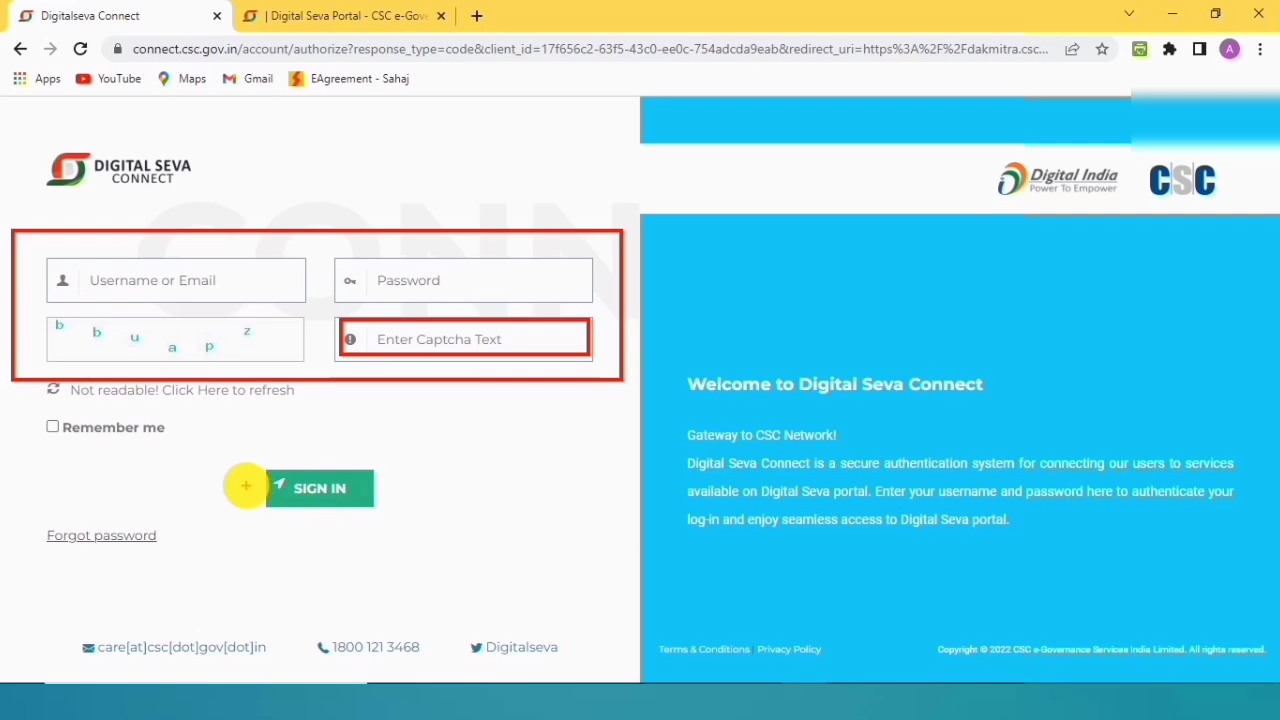 Digitalseva Connect
| Digital Seva Portal - CSC e-Gove
connect.csc.gov.in/account/authorize?response_type=code&client_id=17f656c2-63f5-43c0-ee0c-754adcda9eab&redirect_uri=https%3A%2F%2Fdakmitra.csc...
A
Apps YouTube Maps Gmail EAgreement - Sahaj
DIGITAL SEVA
CONNECT
Digital India
Power To Empower
CSC
CONN
Username or Email Password
b b u a p z Enter Captcha Text
Not readable! Click Here to refresh
Remember me
SIGN IN
Forgot password
care[at]csc[dot]gov[dot]in 1800 121 3468 Digitalseva
Welcome to Digital Seva Connect
Gateway to CSC Network!
Digital Seva Connect is a secure authentication system for connecting our users to services
available on Digital Seva portal. Enter your username and password here to authenticate your
log-in and enjoy seamless access to Digital Seva portal.
Terms & Conditions | Privacy Policy Copyright © 2022 CSC e-Governance Services India Limited. All rights reserved.